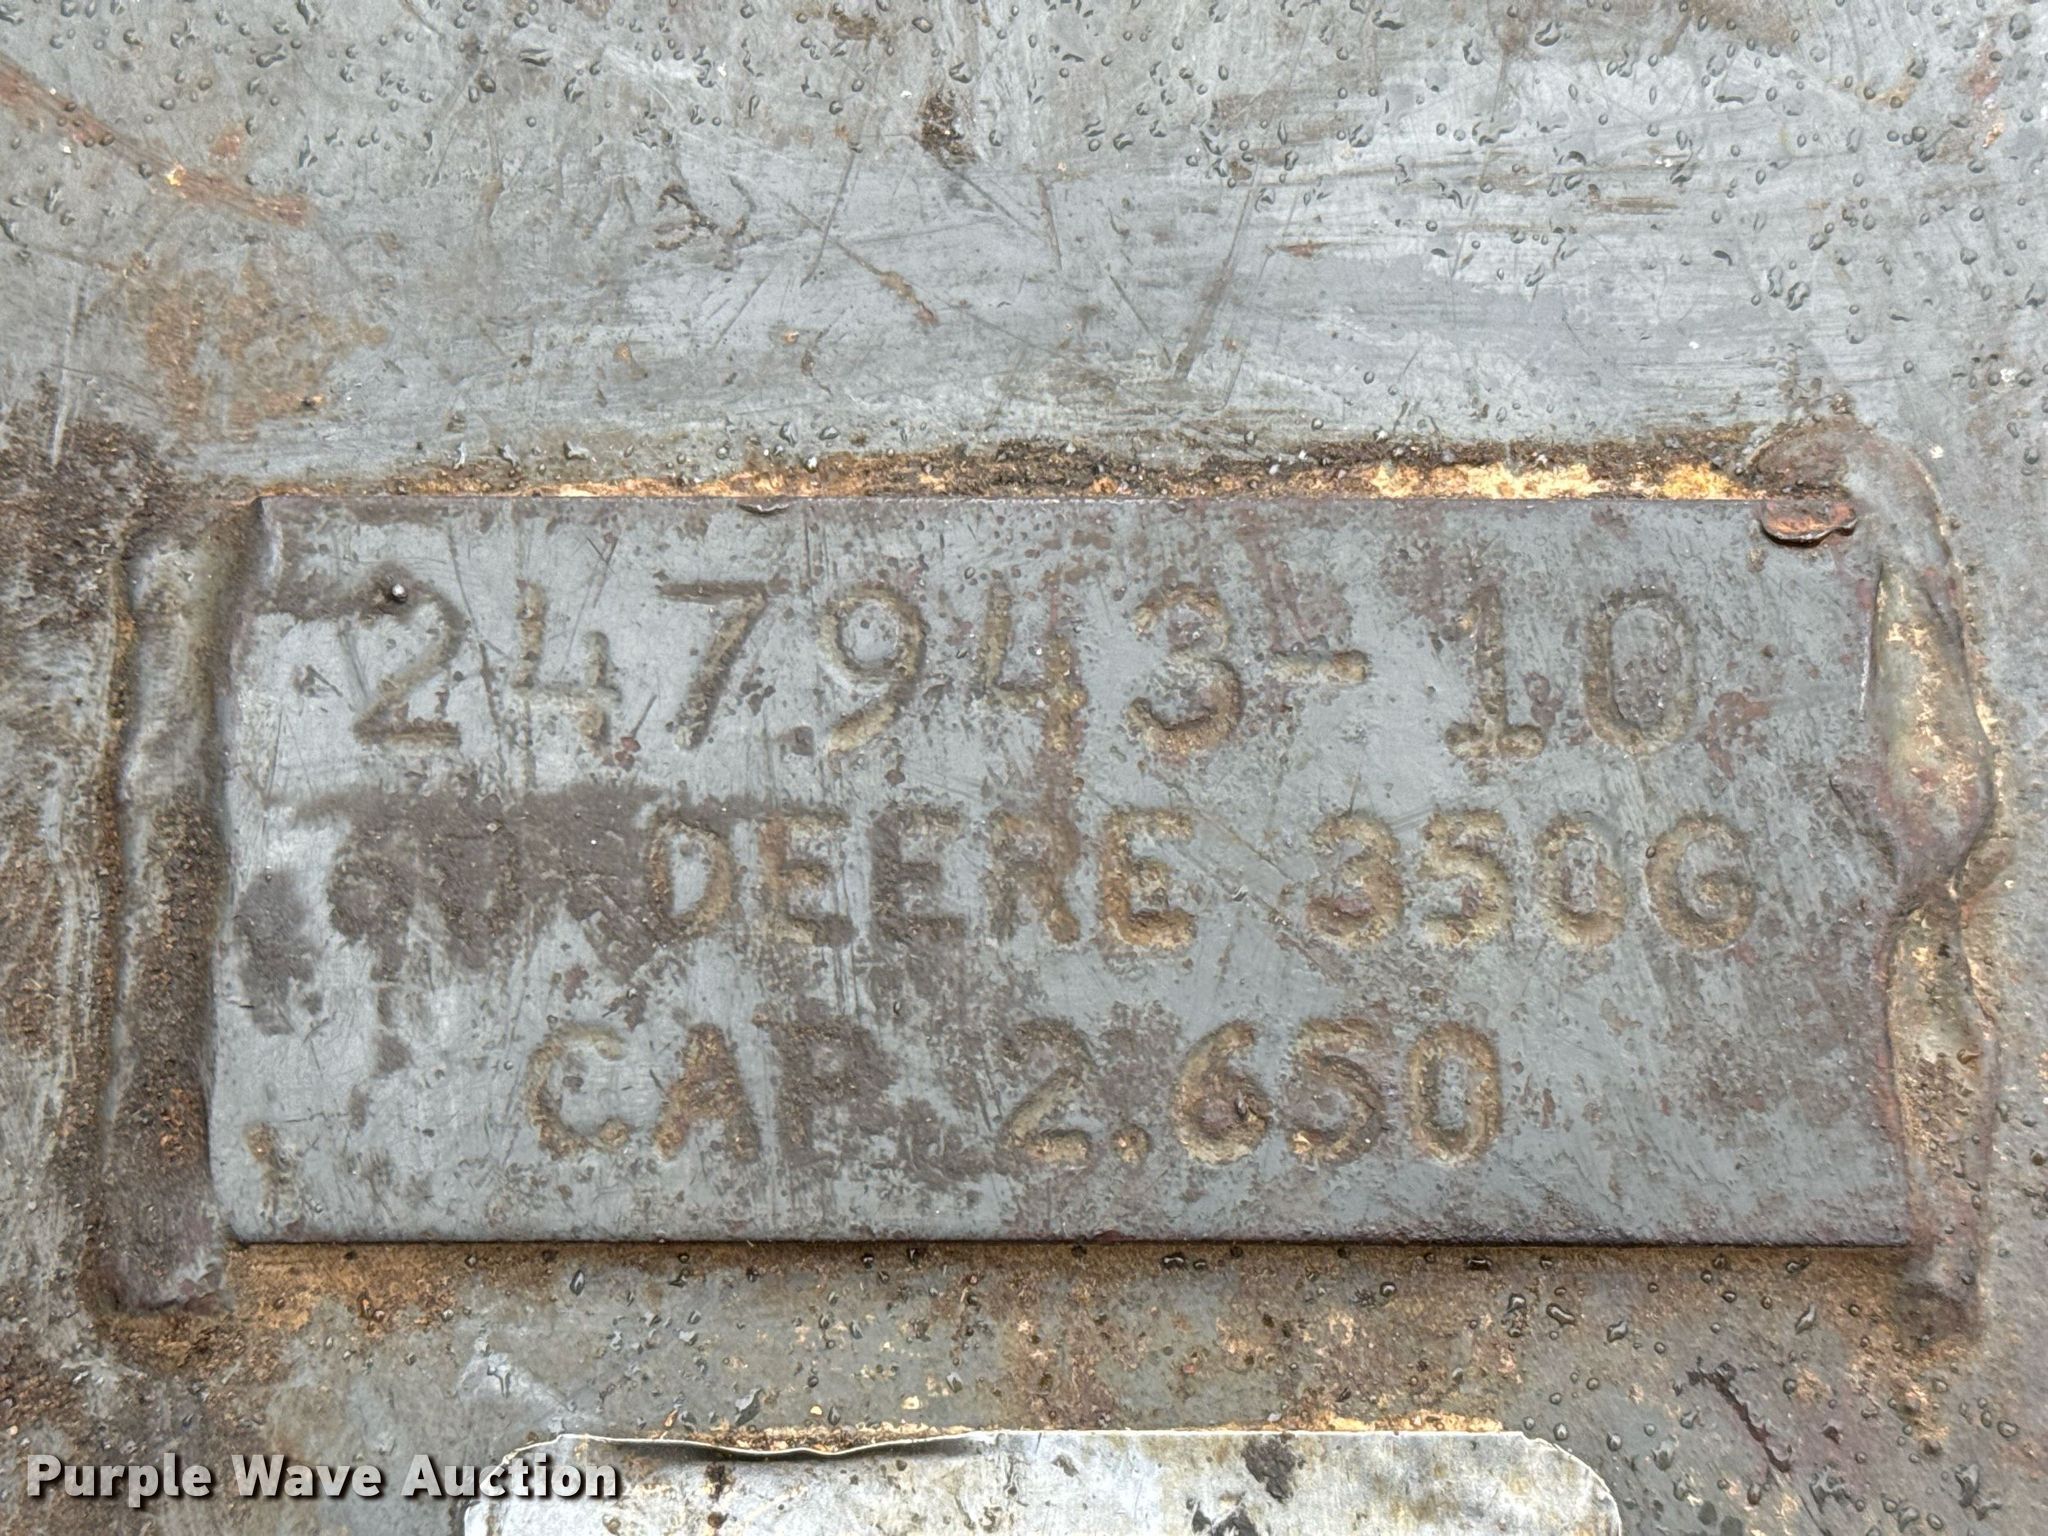 247943-10
DEERE 350G
CAP. 2.650
Purple Wave Auction